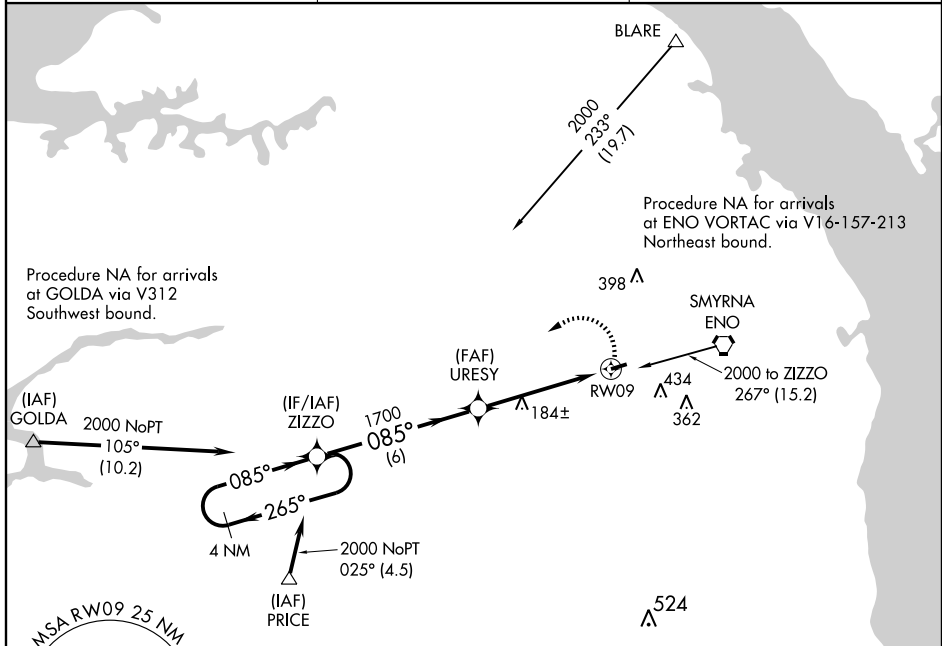 BLARE
2000
233°
(19.7)
Procedure NA for arrivals
at ENO VORTAC via V16-157-213
Northeast bound.
Procedure NA for arrivals
at GOLDA via V312
Southwest bound.
398
SMYRNA
ENO
(FAF)
URESY
RW09
2000 to ZIZZO
267° (15.2)
434
362
184±
(IAF)
GOLDA
2000 NoPT
105°
(10.2)
(IF/IAF)
ZIZZO
1700
085°
(6)
085°
265°
4 NM
2000 NoPT
025° (4.5)
(IAF)
PRICE
524
MSA RW09 25 NM